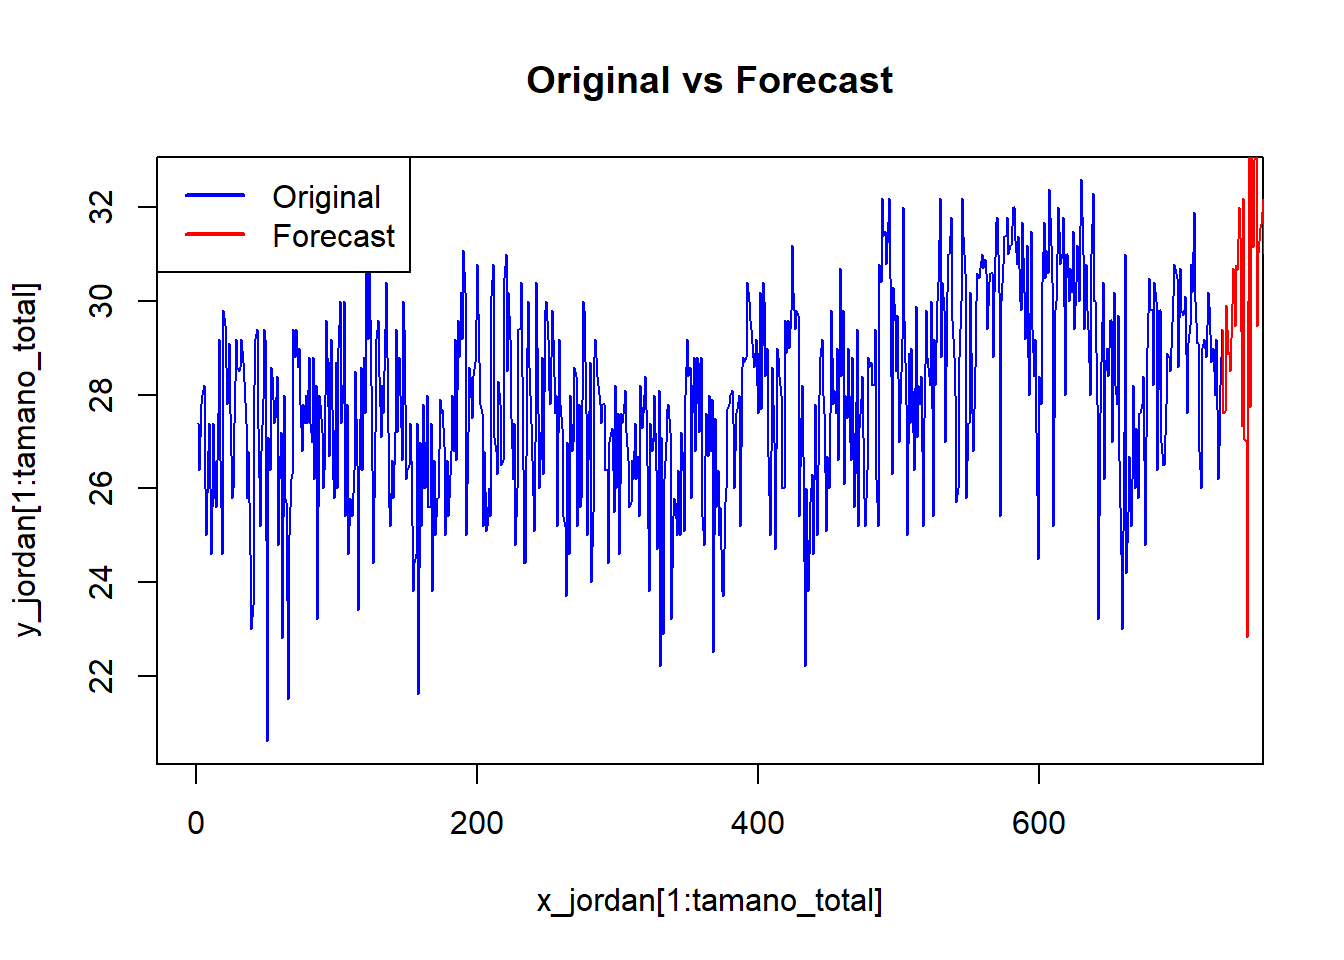 Original vs Forecast
Original
Forecast
y_jordan[1:tamano_total]
32
30
28
26
24
22
0 200 400 600
x_jordan[1:tamano_total]